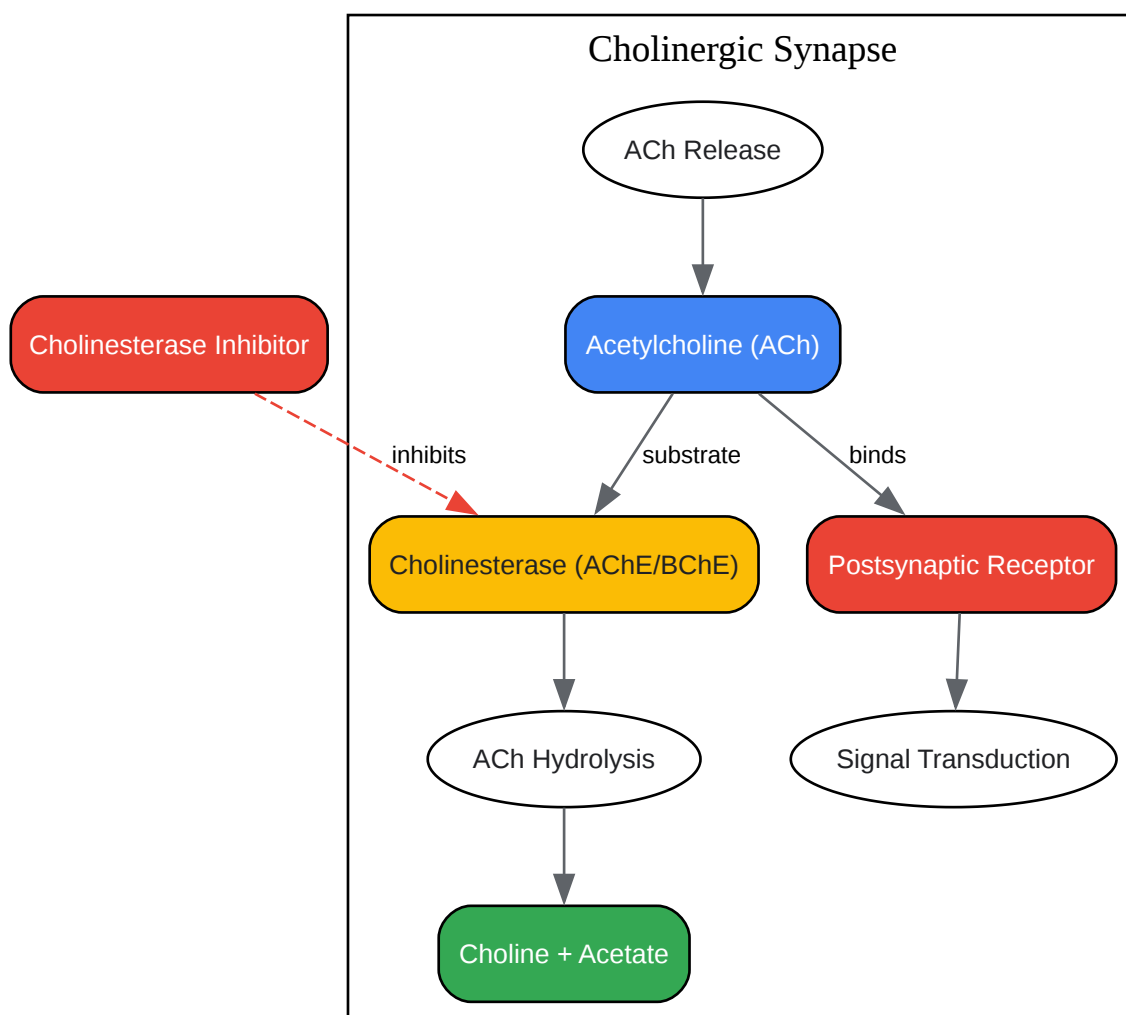 Cholinergic Synapse
ACh Release
Cholinesterase Inhibitor
Acetylcholine (ACh)
inhibits
substrate
binds
Cholinesterase (AChE/BChE)
Postsynaptic Receptor
ACh Hydrolysis
Signal Transduction
Choline + Acetate